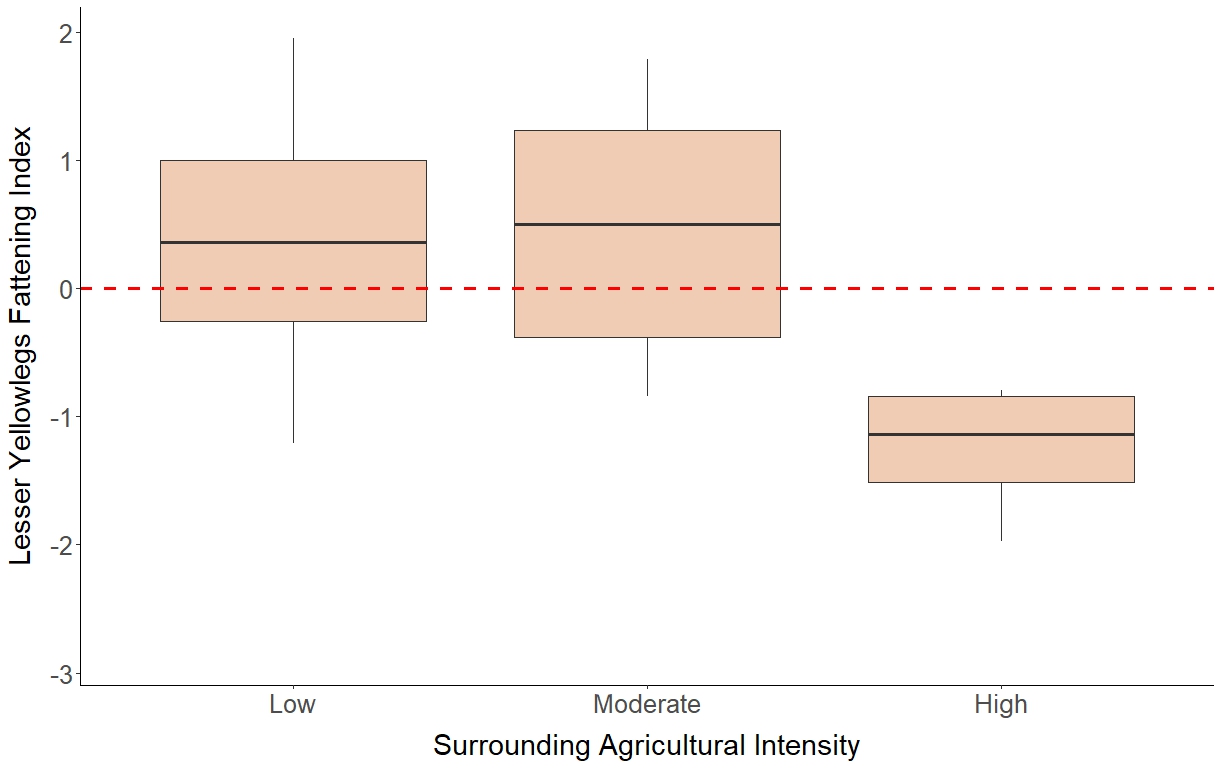 Lesser Yellowlegs Fattening Index
2
1
0
-1
-2
-3
Low Moderate High
Surrounding Agricultural Intensity